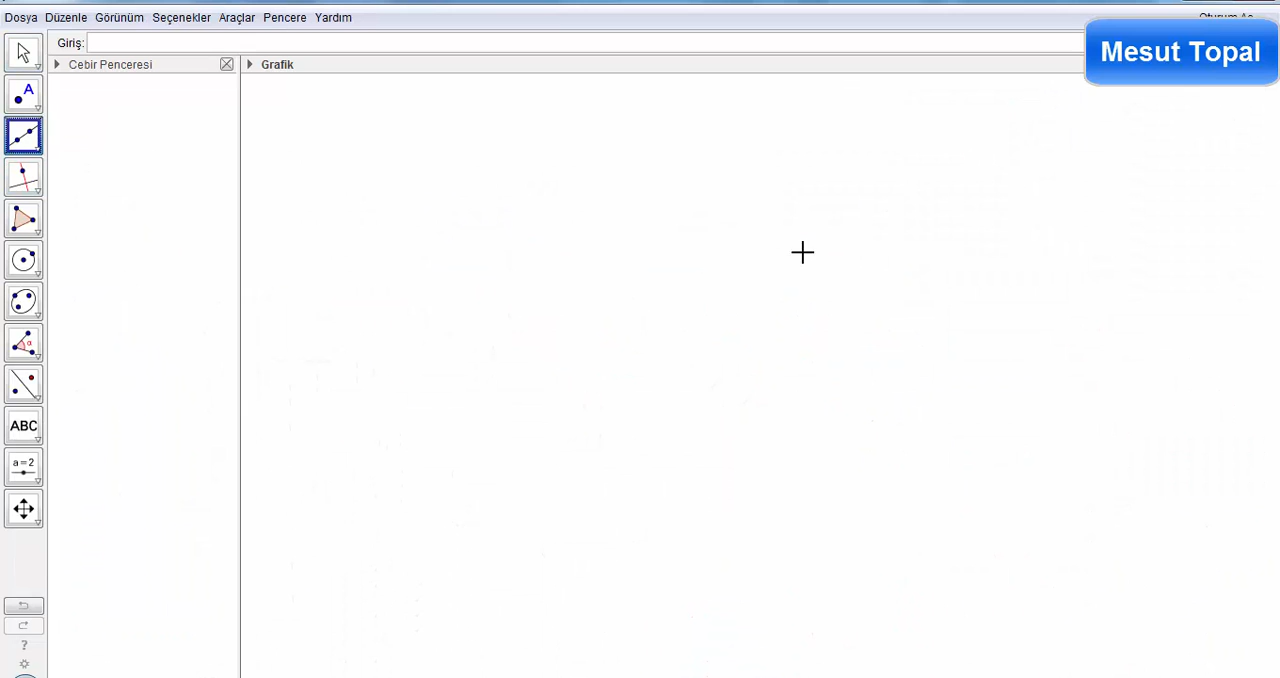 Dosya Düzenle Görünüm Seçenekler Araçlar Pencere Yardım
Mesut Topal
Giriş:
Cebir Penceresi
Grafik
A
α
ABC
a=2
?